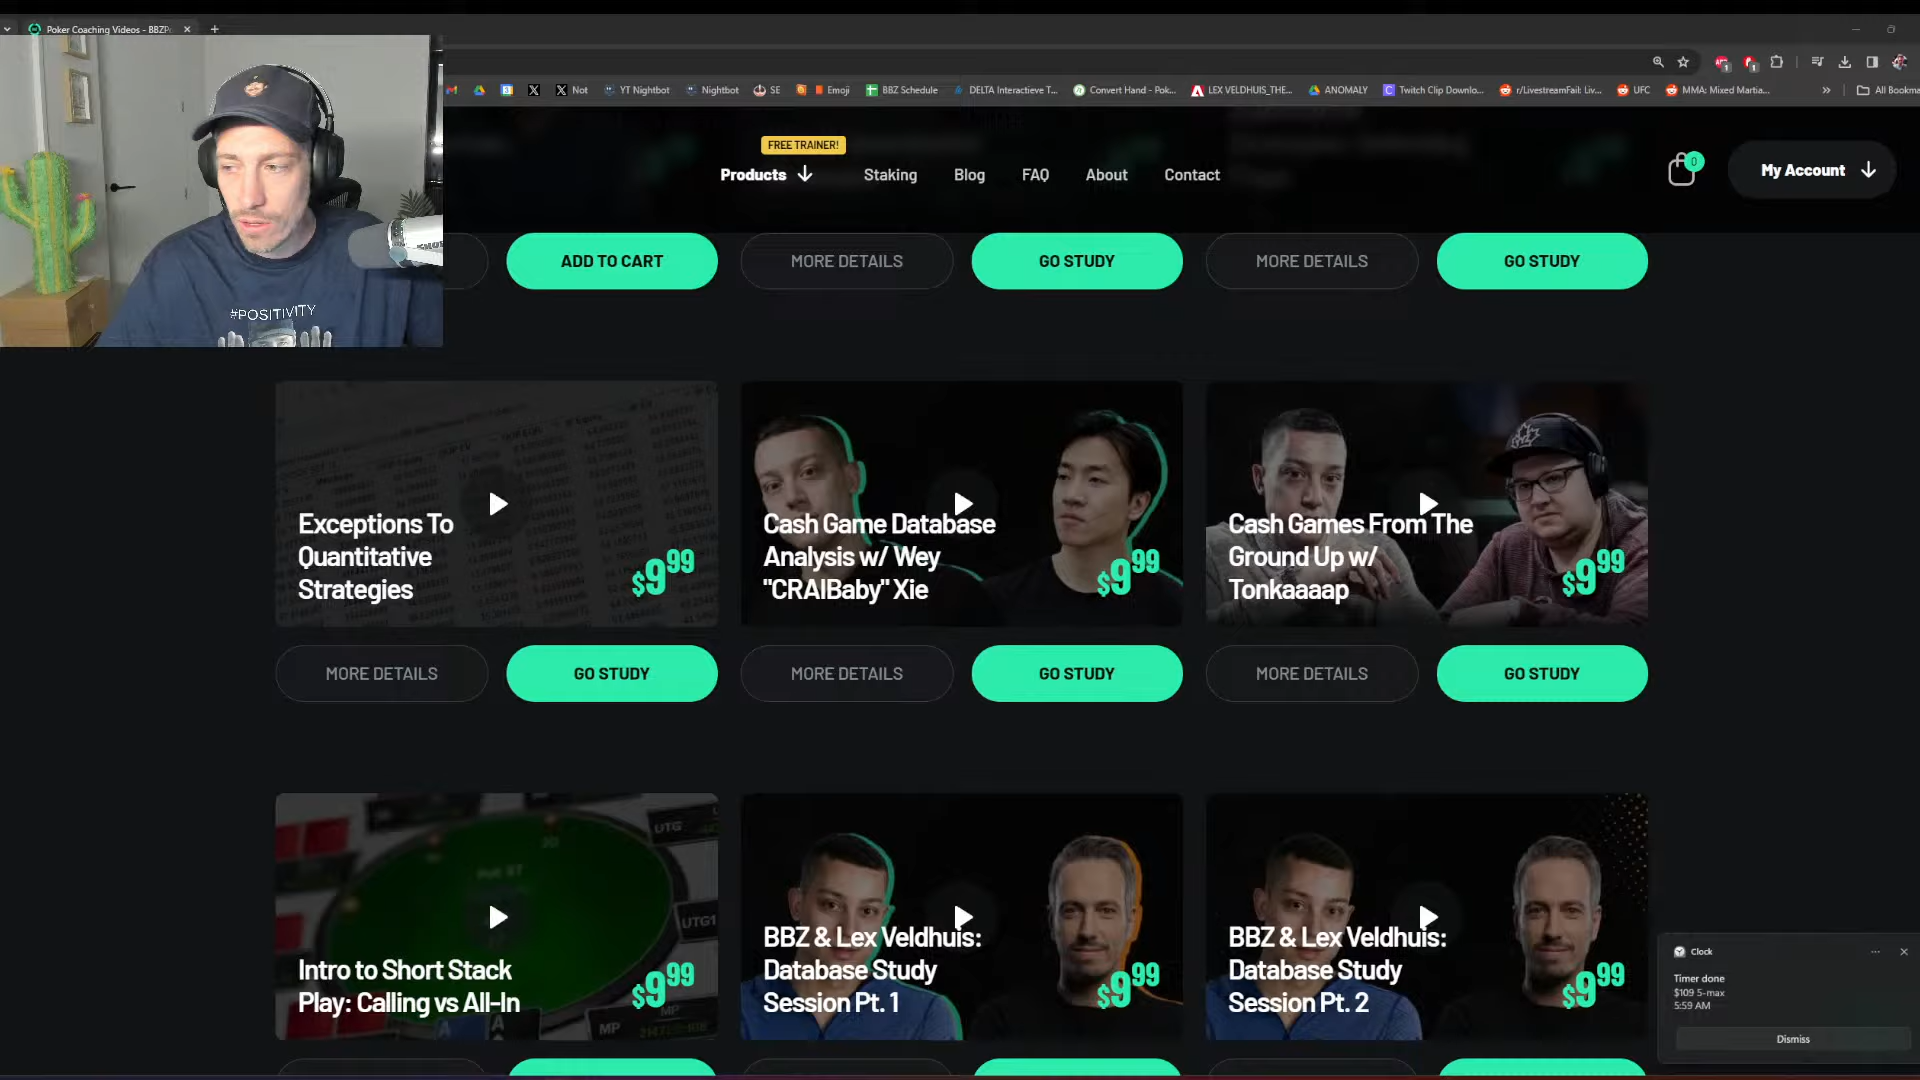 Poker Coaching Videos - BBZP
Not
YT Nightbot
Nightbot
SE
Emoji
BBZ Schedule
DELTA Interactieve T...
Convert Hand - Pok...
LEX VELDHUIS_THE...
ANOMALY
Twitch Clip Downlo...
r/LivestreamFail: Liv...
UFC
MMA: Mixed Martia...
All Bookma
FREE TRAINER!
Products
Staking
Blog
FAQ
About
Contact
0
My Account
ADD TO CART
MORE DETAILS
GO STUDY
MORE DETAILS
GO STUDY
#POSITIVITY
Exceptions To
Quantitative
Strategies
$9.99
Cash Game Database
Analysis w/ Wey
"CRAIBaby" Xie
$9.99
Cash Games From The
Ground Up w/
Tonkaaaap
$9.99
MORE DETAILS
GO STUDY
MORE DETAILS
GO STUDY
MORE DETAILS
GO STUDY
UTG
UTG1
MP
Intro to Short Stack
Play: Calling vs All-In
$9.99
BBZ & Lex Veldhuis:
Database Study
Session Pt. 1
$9.99
BBZ & Lex Veldhuis:
Database Study
Session Pt. 2
$9.99
Clock
Timer done
$109 5-max
5:59 AM
Dismiss